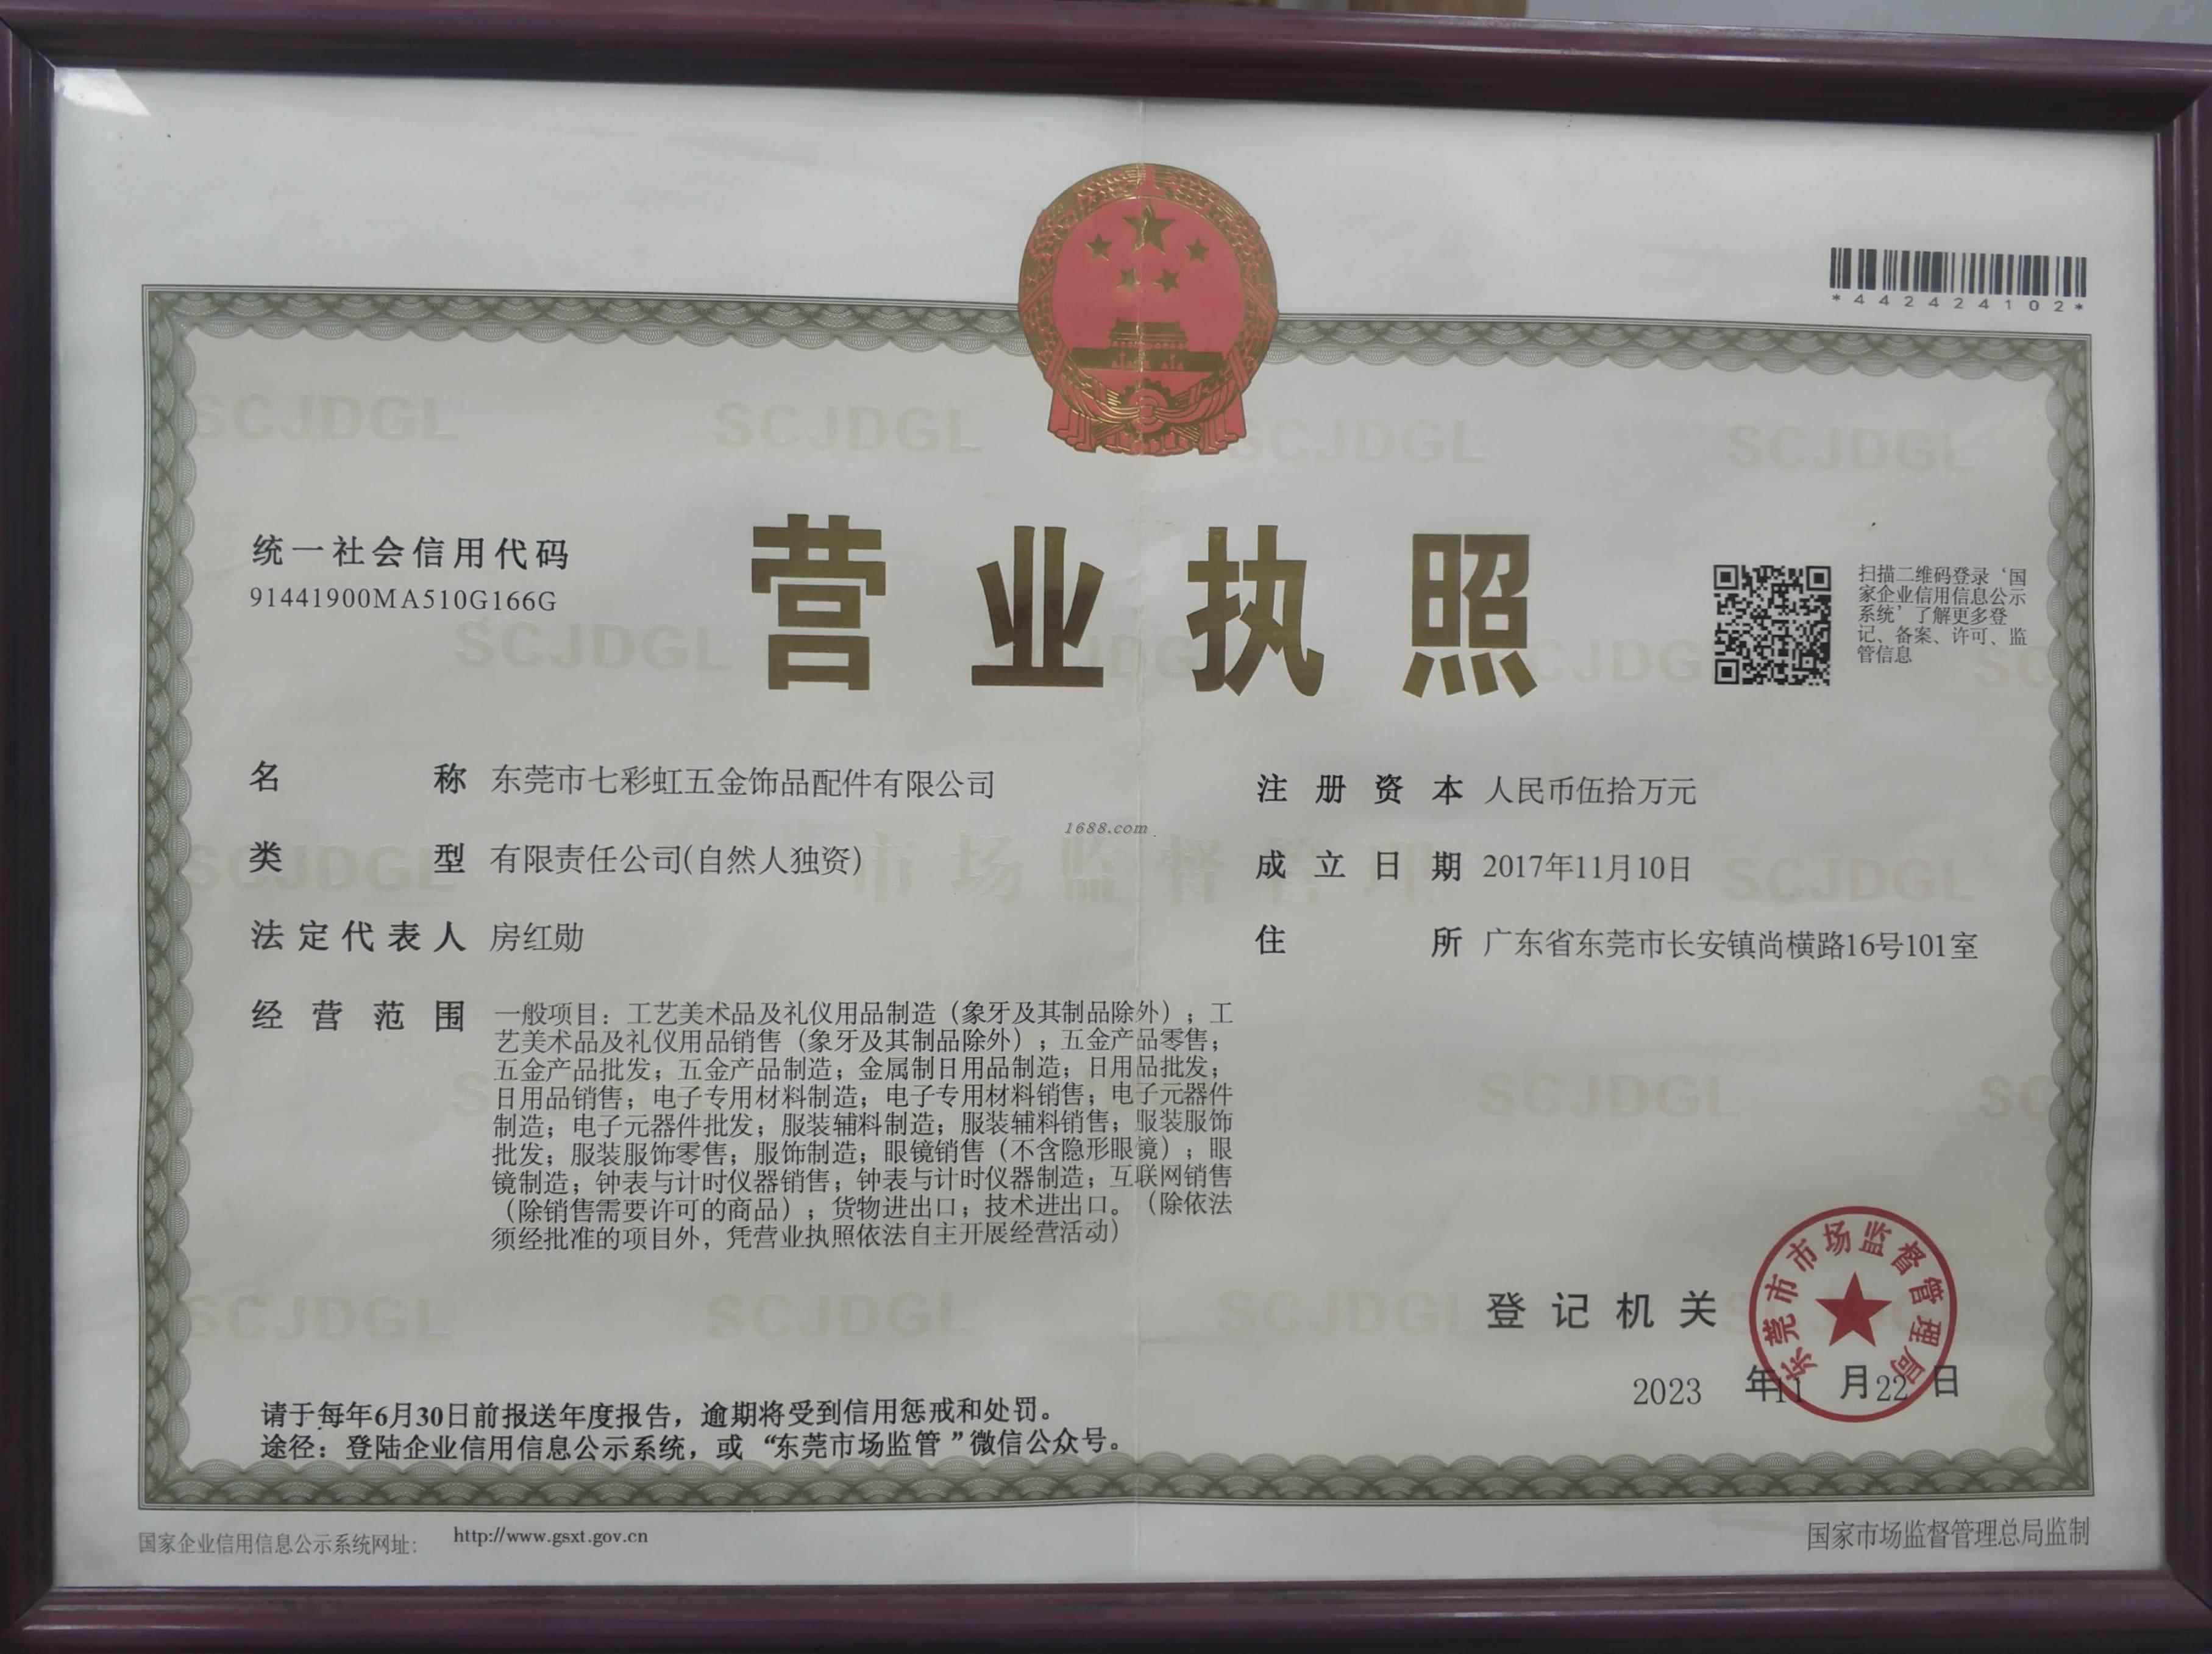 *442424102*
统一社会信用代码
91441900MA510G166G
营业执照
扫描二维码登录‘国
家企业信用信息公示
系统’了解更多登
记、备案、许可、监
管信息
名称 东莞市七彩虹五金饰品配件有限公司
注册资本 人民币伍拾万元
1688.com
类型 有限责任公司(自然人独资)
成立日期 2017年11月10日
法定代表人 房红勋
住所 广东省东莞市长安镇尚横路16号101室
经营范围 一般项目：工艺美术品及礼仪用品制造（象牙及其制品除外）；工
艺美术品及礼仪用品销售（象牙及其制品除外）；五金产品零售；
五金产品批发；五金产品制造；金属制日用品制造；日用品批发；
日用品销售；电子专用材料制造；电子专用材料销售；电子元器件
制造；电子元器件批发；服装辅料制造；服装辅料销售；服装服饰
批发；服装服饰零售；服饰制造；眼镜销售（不含隐形眼镜）；眼
镜制造；钟表与计时仪器销售；钟表与计时仪器制造；互联网销售
（除销售需要许可的商品）；货物进出口；技术进出口。（除依法
须经批准的项目外，凭营业执照依法自主开展经营活动）
登记机关
东莞市市场监督管理局
2023 年11 月22 日
请于每年6月30日前报送年度报告，逾期将受到信用惩戒和处罚。
途径：登陆企业信用信息公示系统，或“东莞市场监管”微信公众号。
国家企业信用信息公示系统网址： http://www.gsxt.gov.cn
国家市场监督管理总局监制
SCJDGL
市场监督管理